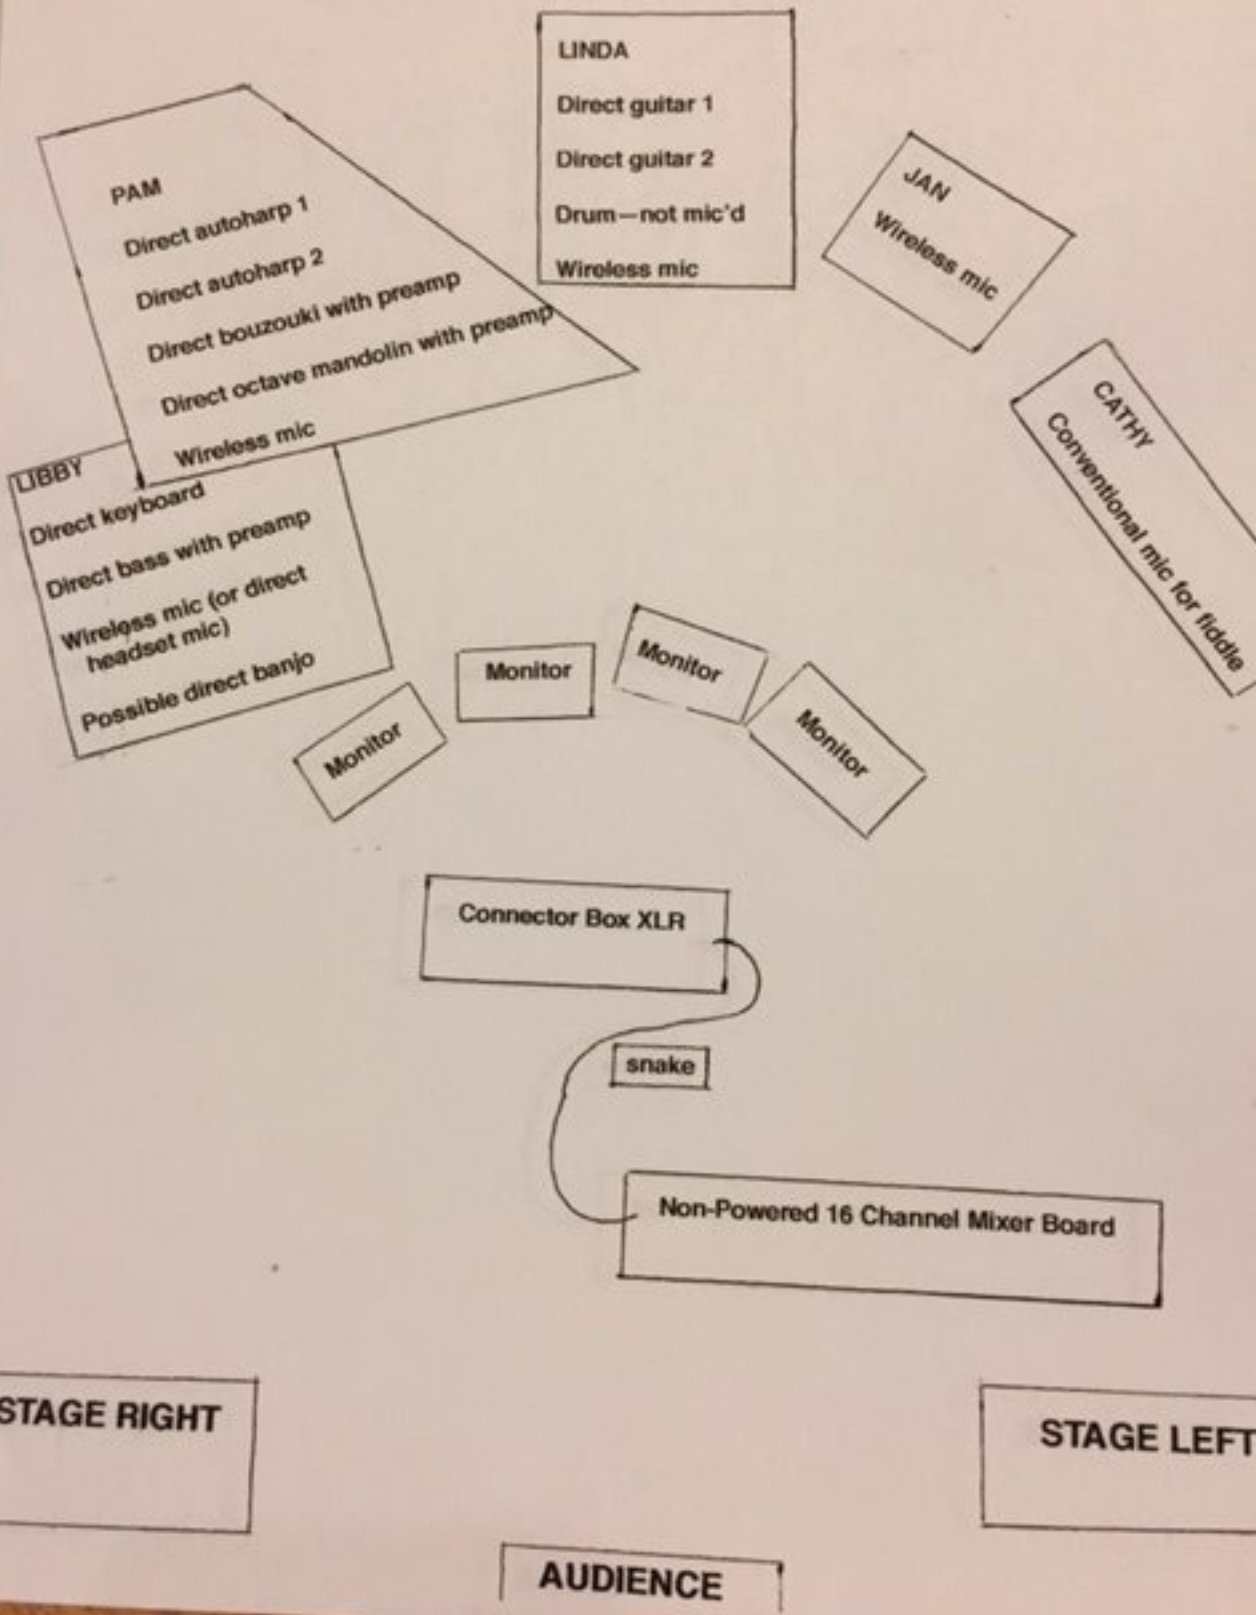 LINDA
Direct guitar 1
Direct guitar 2
Drum—not mic'd
Wireless mic
PAM
Direct autoharp 1
Direct autoharp 2
Direct bouzouki with preamp
Direct octave mandolin with preamp
Wireless mic
JAN
Wireless mic
CATHY
Conventional mic for fiddle
LIBBY
Direct keyboard
Direct bass with preamp
Wireless mic (or direct
headset mic)
Possible direct banjo
Monitor
Monitor
Monitor
Monitor
Connector Box XLR
snake
Non-Powered 16 Channel Mixer Board
STAGE RIGHT
STAGE LEFT
AUDIENCE